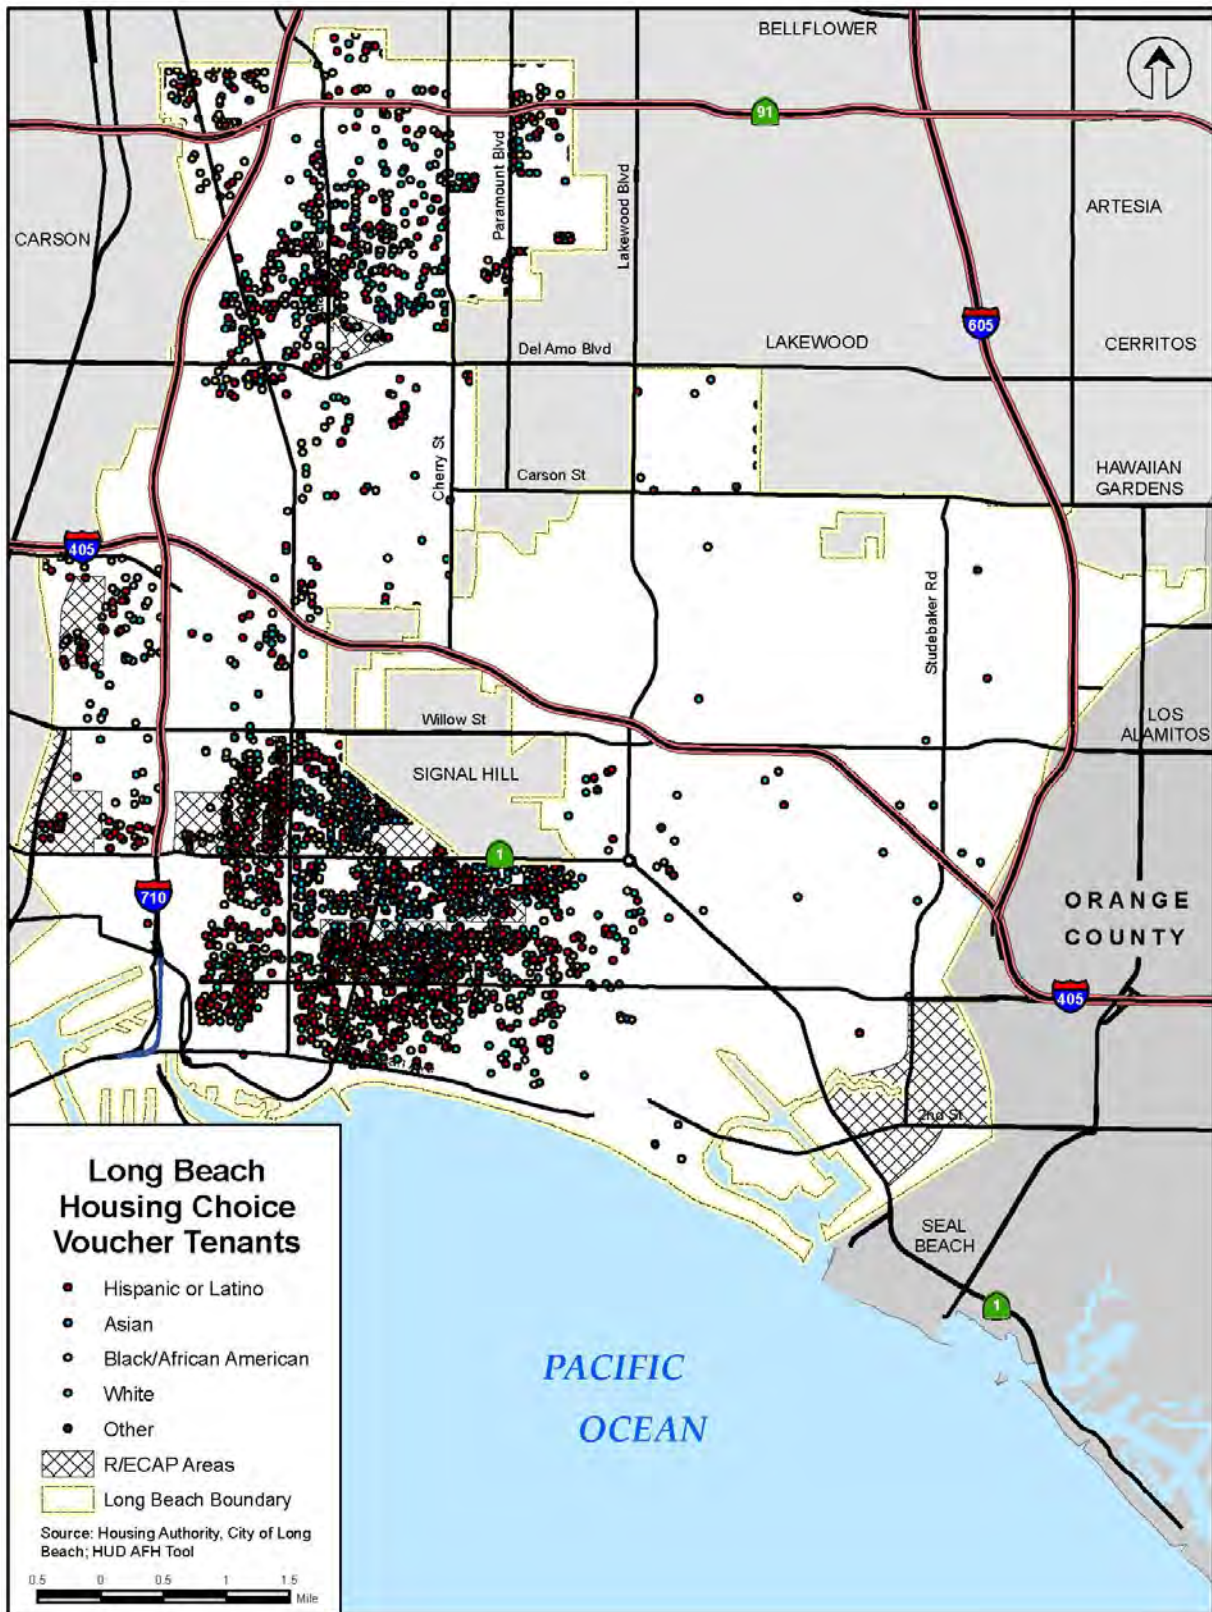 BELLFLOWER
91
Paramount Blvd
Lakewood Blvd
ARTESIA
CARSON
605
Del Amo Blvd
LAKEWOOD
CERRITOS
Cherry St
Carson St
HAWAIIAN
GARDENS
405
Studebaker Rd
Willow St
LOS
ALAMITOS
SIGNAL HILL
1
710
ORANGE
COUNTY
405
2nd St
SEAL
BEACH
1
PACIFIC
OCEAN
Long Beach
Housing Choice
Voucher Tenants
Hispanic or Latino
Asian
Black/African American
White
Other
R/ECAP Areas
Long Beach Boundary
Source: Housing Authority, City of Long
Beach; HUD AFH Tool
0.5 0 0.5 1 1.5
Mile